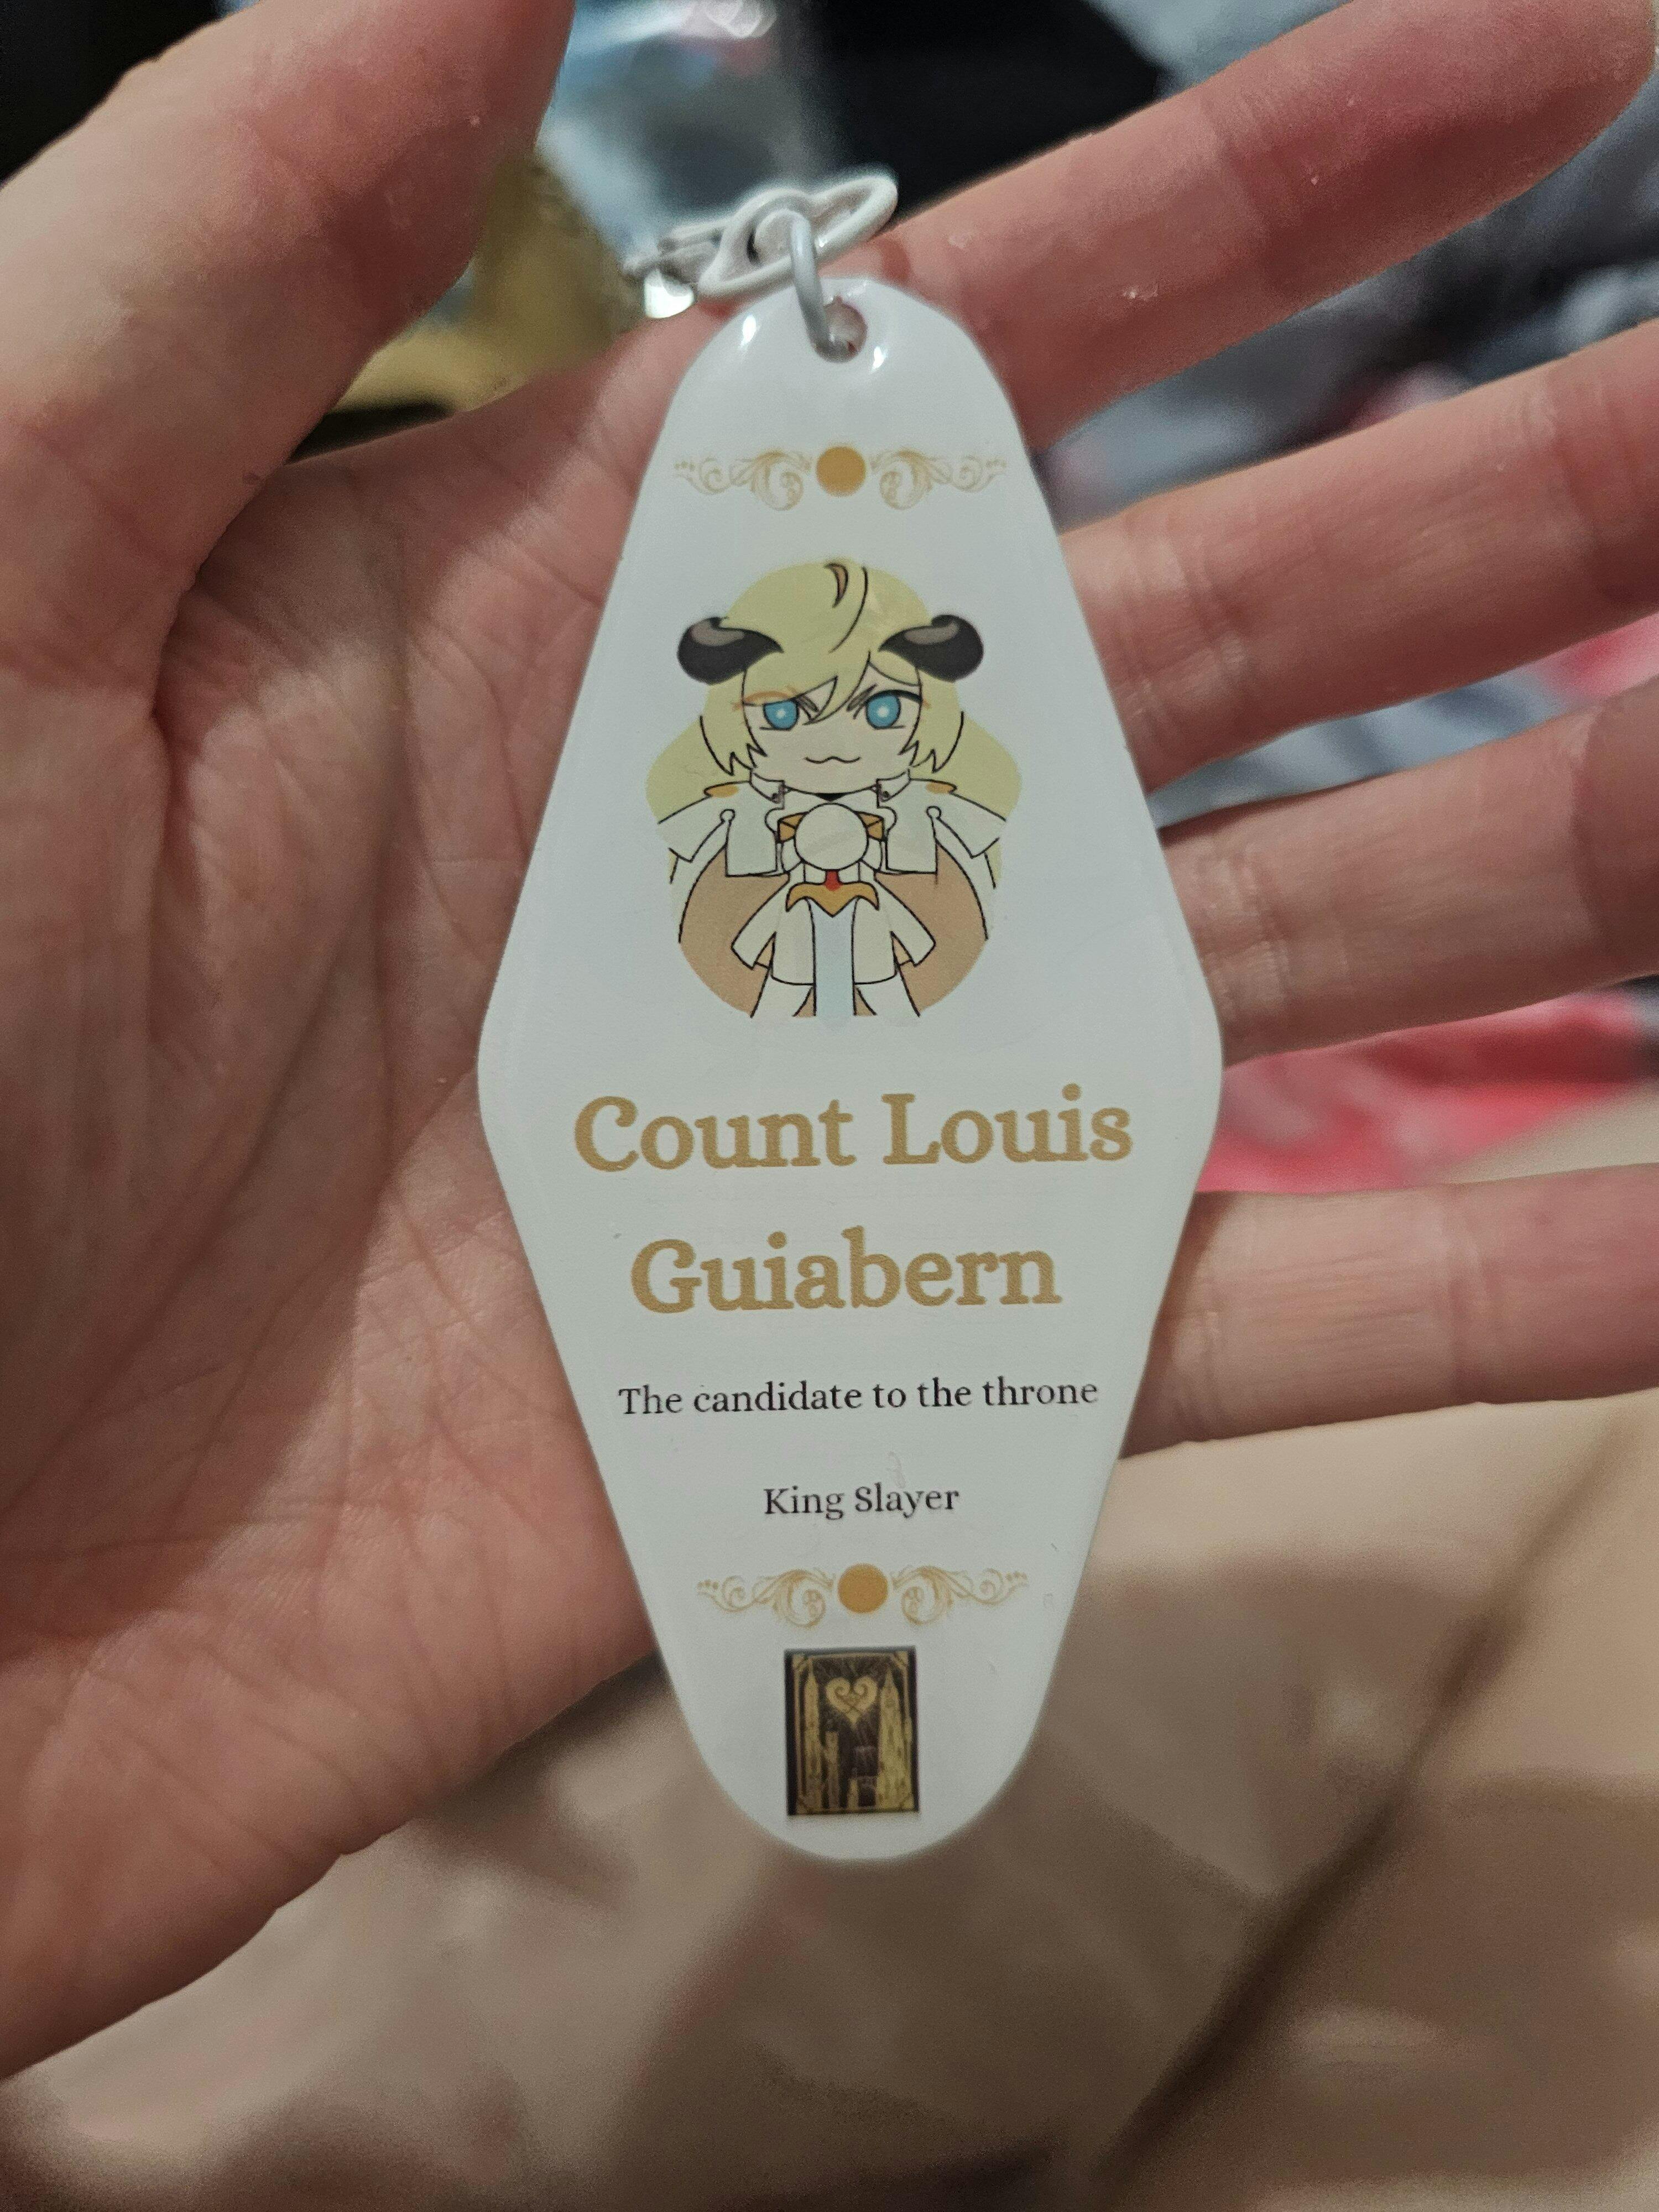 Count Louis
Guiabern
The candidate to the throne
King Slayer